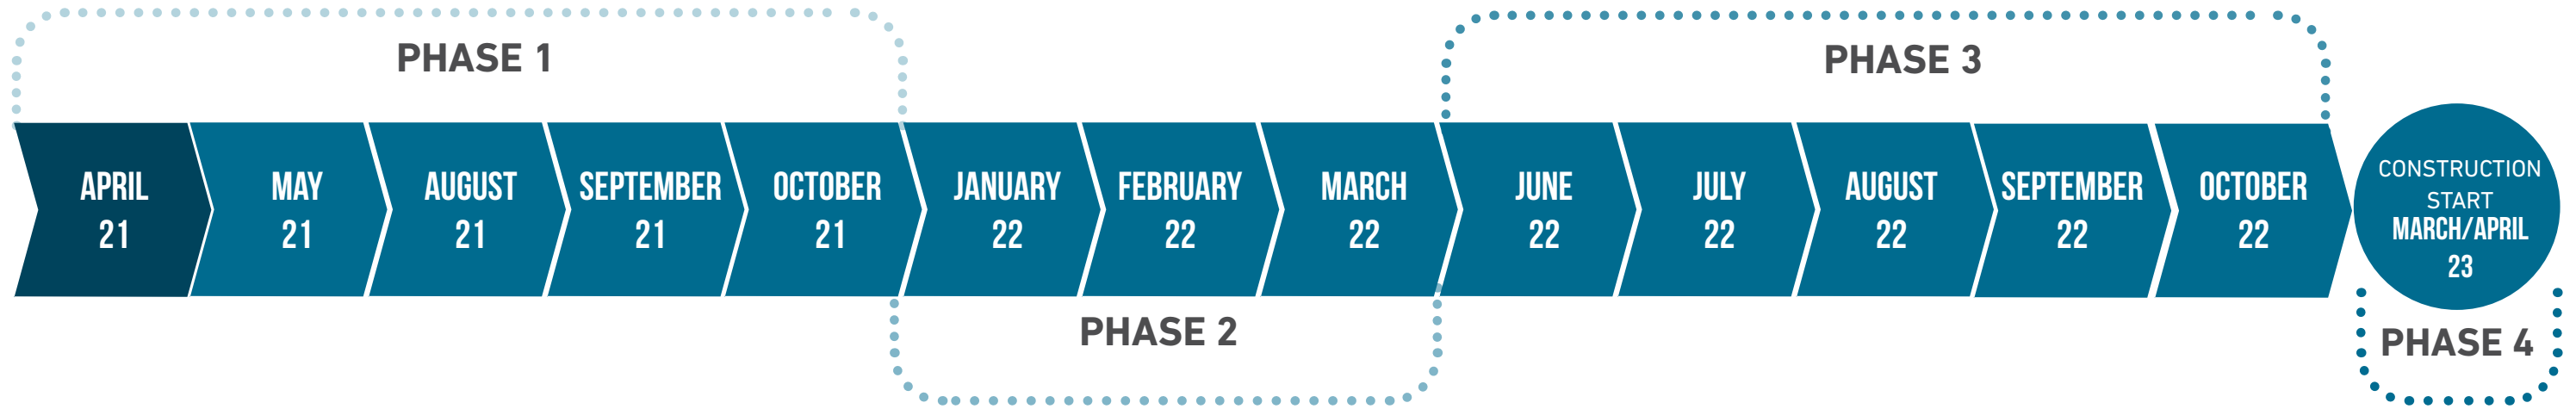 PHASE 1
PHASE 3
APRIL
21
MAY
21
AUGUST
21
SEPTEMBER
21
OCTOBER
21
JANUARY
22
FEBRUARY
22
MARCH
22
JUNE
22
JULY
22
AUGUST
22
SEPTEMBER
22
OCTOBER
22
CONSTRUCTION
START
MARCH/APRIL
23
PHASE 2
PHASE 4